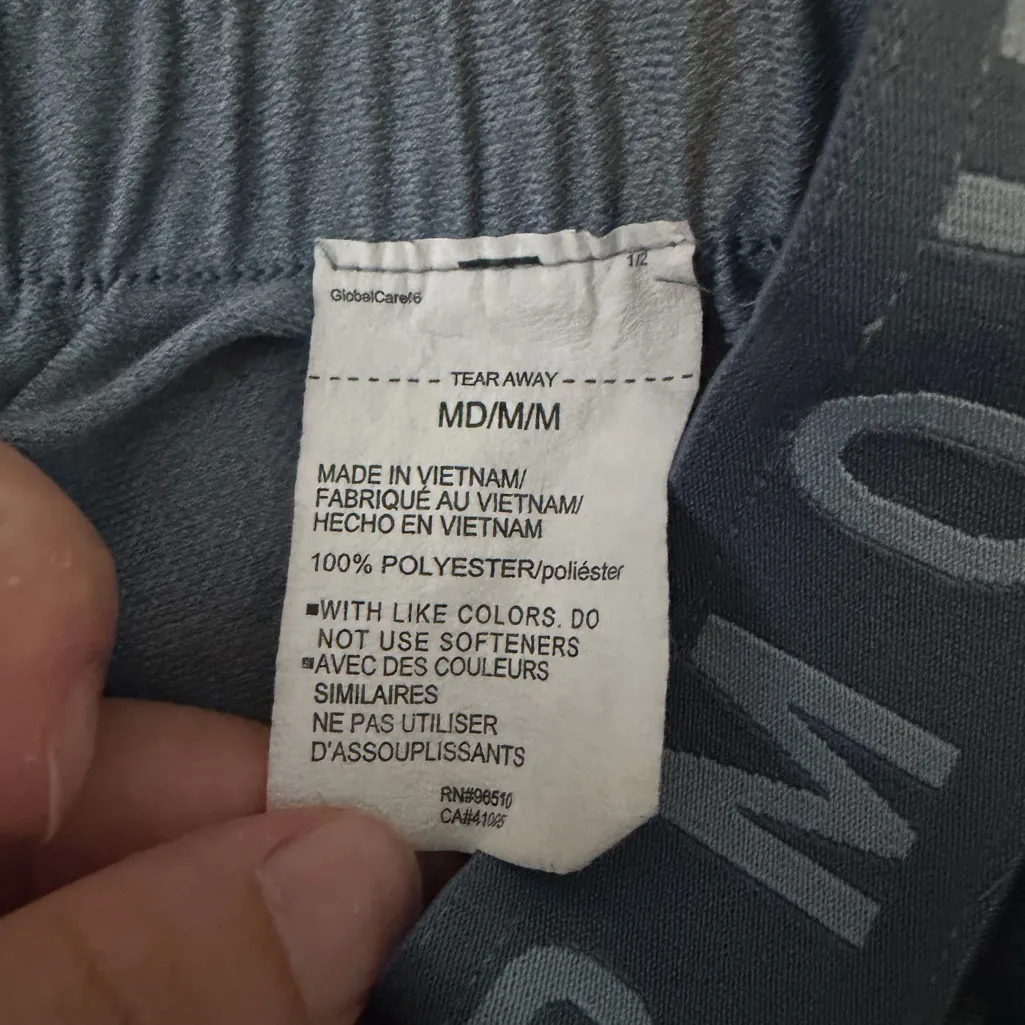 1/2
GlobalCare16
TEAR AWAY
MD/M/M
MADE IN VIETNAM/
FABRIQUÉ AU VIETNAM/
HECHO EN VIETNAM
100% POLYESTER/poliéster
WITH LIKE COLORS. DO
NOT USE SOFTENERS
AVEC DES COULEURS
SIMILAIRES
NE PAS UTILISER
D'ASSOUPLISSANTS
RN#96510